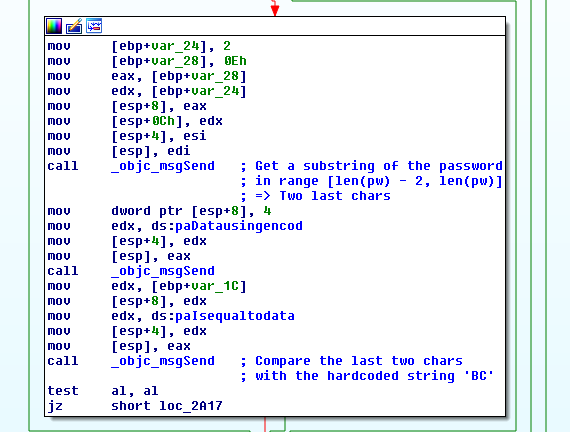 mov [ebp+var_24], 2
mov [ebp+var_28], 0Eh
mov eax, [ebp+var_28]
mov edx, [ebp+var_24]
mov [esp+8], eax
mov [esp+0Ch], edx
mov [esp+4], esi
mov [esp], edi
call _objc_msgSend ; Get a substring of the password
; in range [len(pw) - 2, len(pw)]
; => Two last chars
mov dword ptr [esp+8], 4
mov edx, ds:paDatausingencod
mov [esp+4], edx
mov [esp], eax
call _objc_msgSend
mov edx, [ebp+var_1C]
mov [esp+8], edx
mov edx, ds:paIsequaltodata
mov [esp+4], edx
mov [esp], eax
call _objc_msgSend ; Compare the last two chars
; with the hardcoded string 'BC'
test al, al
jz short loc_2A17